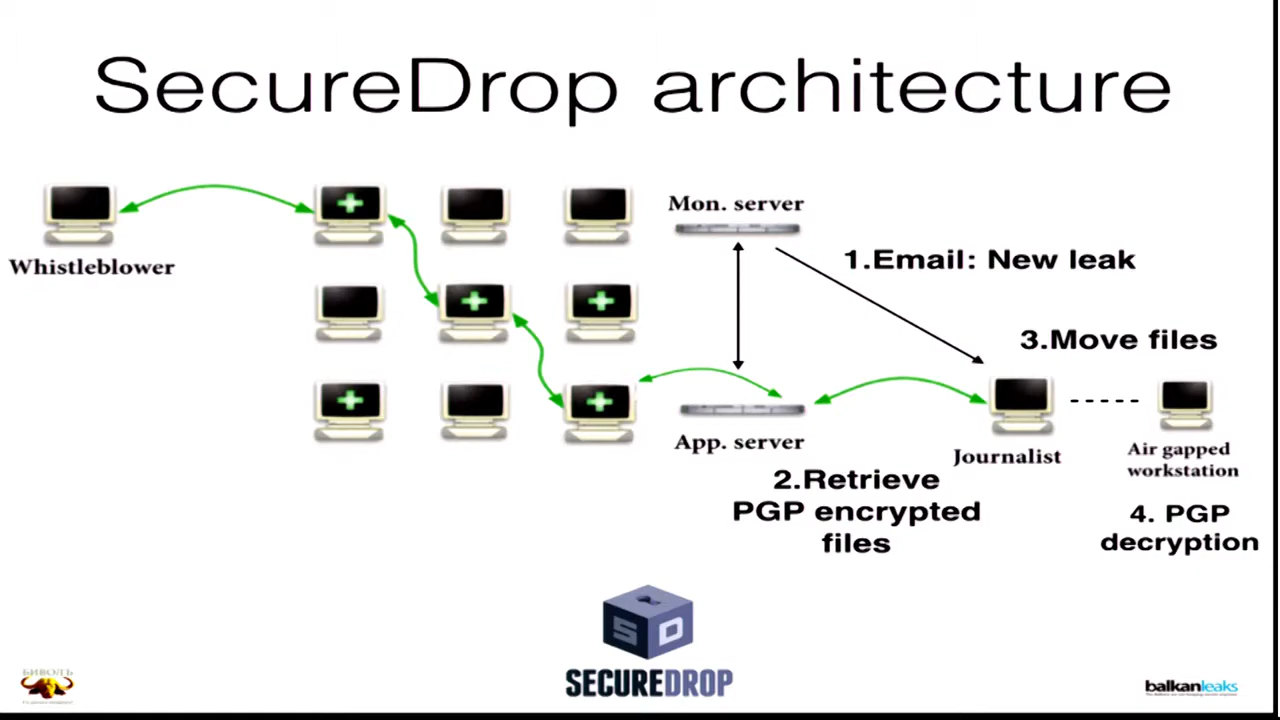 SecureDrop architecture
Mon. server
Whistleblower
1.Email: New leak
3.Move files
App. server
Journalist
Air gapped
workstation
2.Retrieve
PGP encrypted
files
4. PGP
decryption
S D
SECUREDROP
БИВОЛЪ
balkanleaks